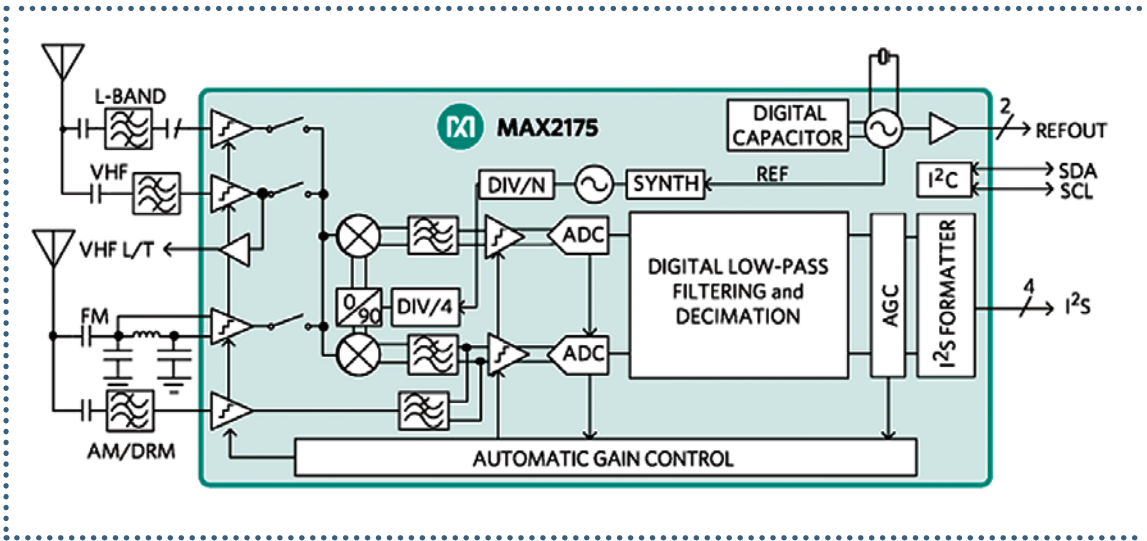 L-BAND
MAX2175
DIGITAL
CAPACITOR
2
REFOUT
VHF
DIV/N
SYNTH
REF
I²C
SDA
SCL
VHF L/T
ADC
0/90
DIV/4
DIGITAL LOW-PASS
FILTERING and
DECIMATION
AGC
I²S FORMATTER
4
I²S
FM
ADC
AM/DRM
AUTOMATIC GAIN CONTROL